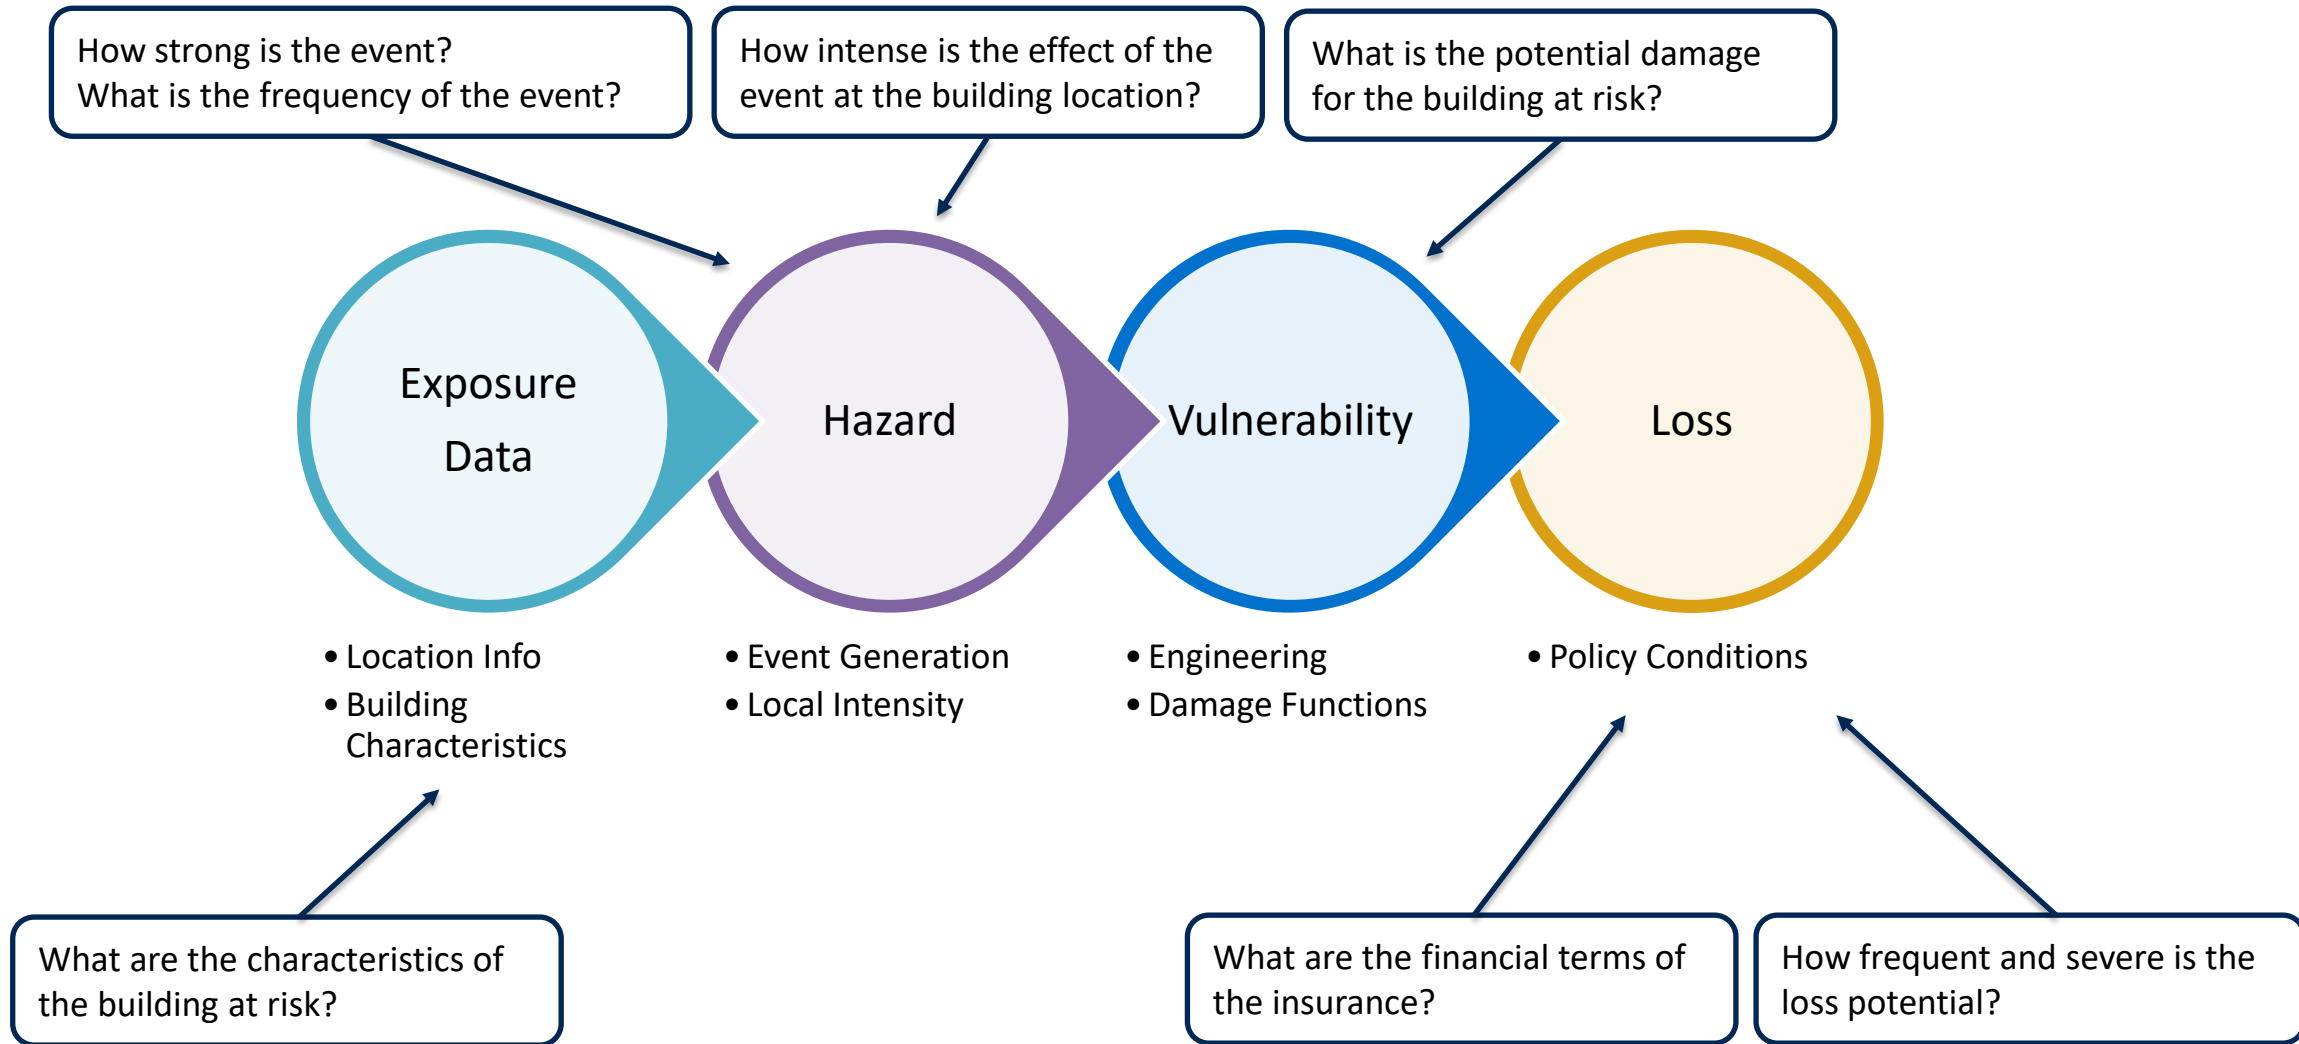 How strong is the event?
What is the frequency of the event?
How intense is the effect of the
event at the building location?
What is the potential damage
for the building at risk?
Exposure
Data
Hazard
Vulnerability
Loss
• Location Info
• Building
Characteristics
• Event Generation
• Local Intensity
• Engineering
• Damage Functions
• Policy Conditions
What are the characteristics of
the building at risk?
What are the financial terms of
the insurance?
How frequent and severe is the
loss potential?